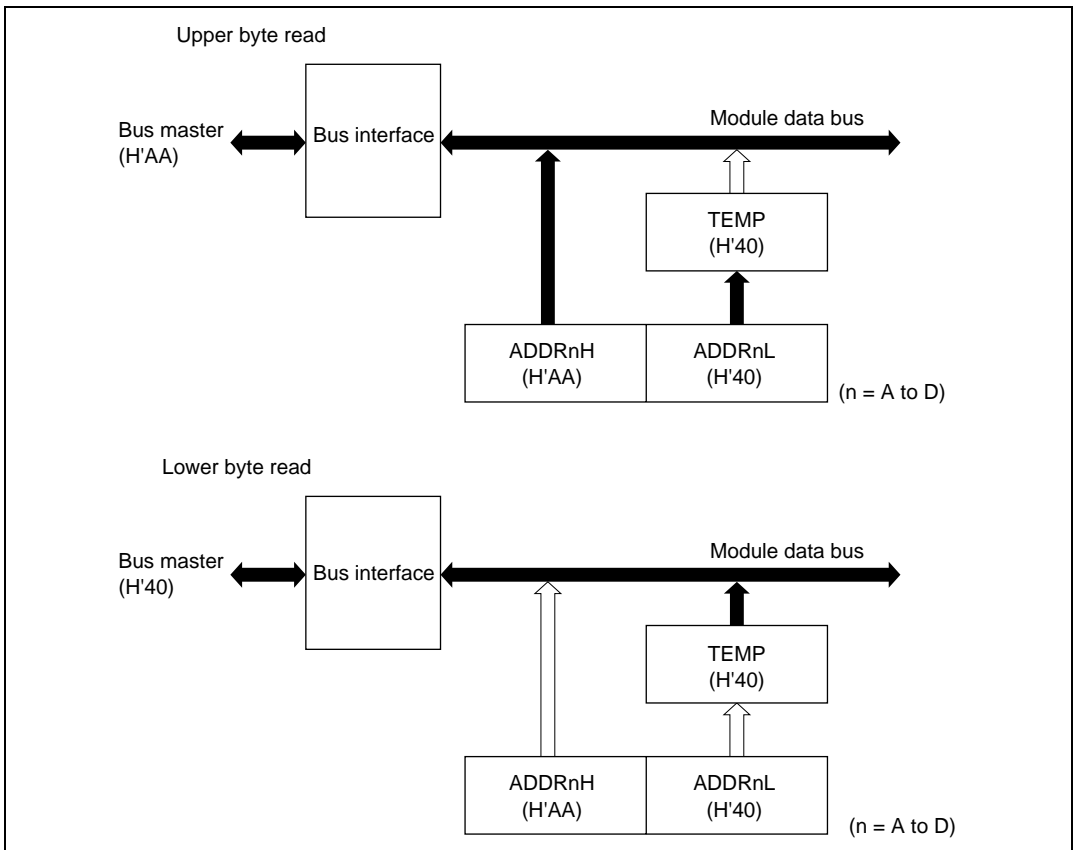 Upper byte read
Bus master
(H'AA)
Bus interface
Module data bus
TEMP
(H'40)
ADDRnH
(H'AA)
ADDRnL
(H'40)
(n = A to D)
Lower byte read
Bus master
(H'40)
Bus interface
Module data bus
TEMP
(H'40)
ADDRnH
(H'AA)
ADDRnL
(H'40)
(n = A to D)